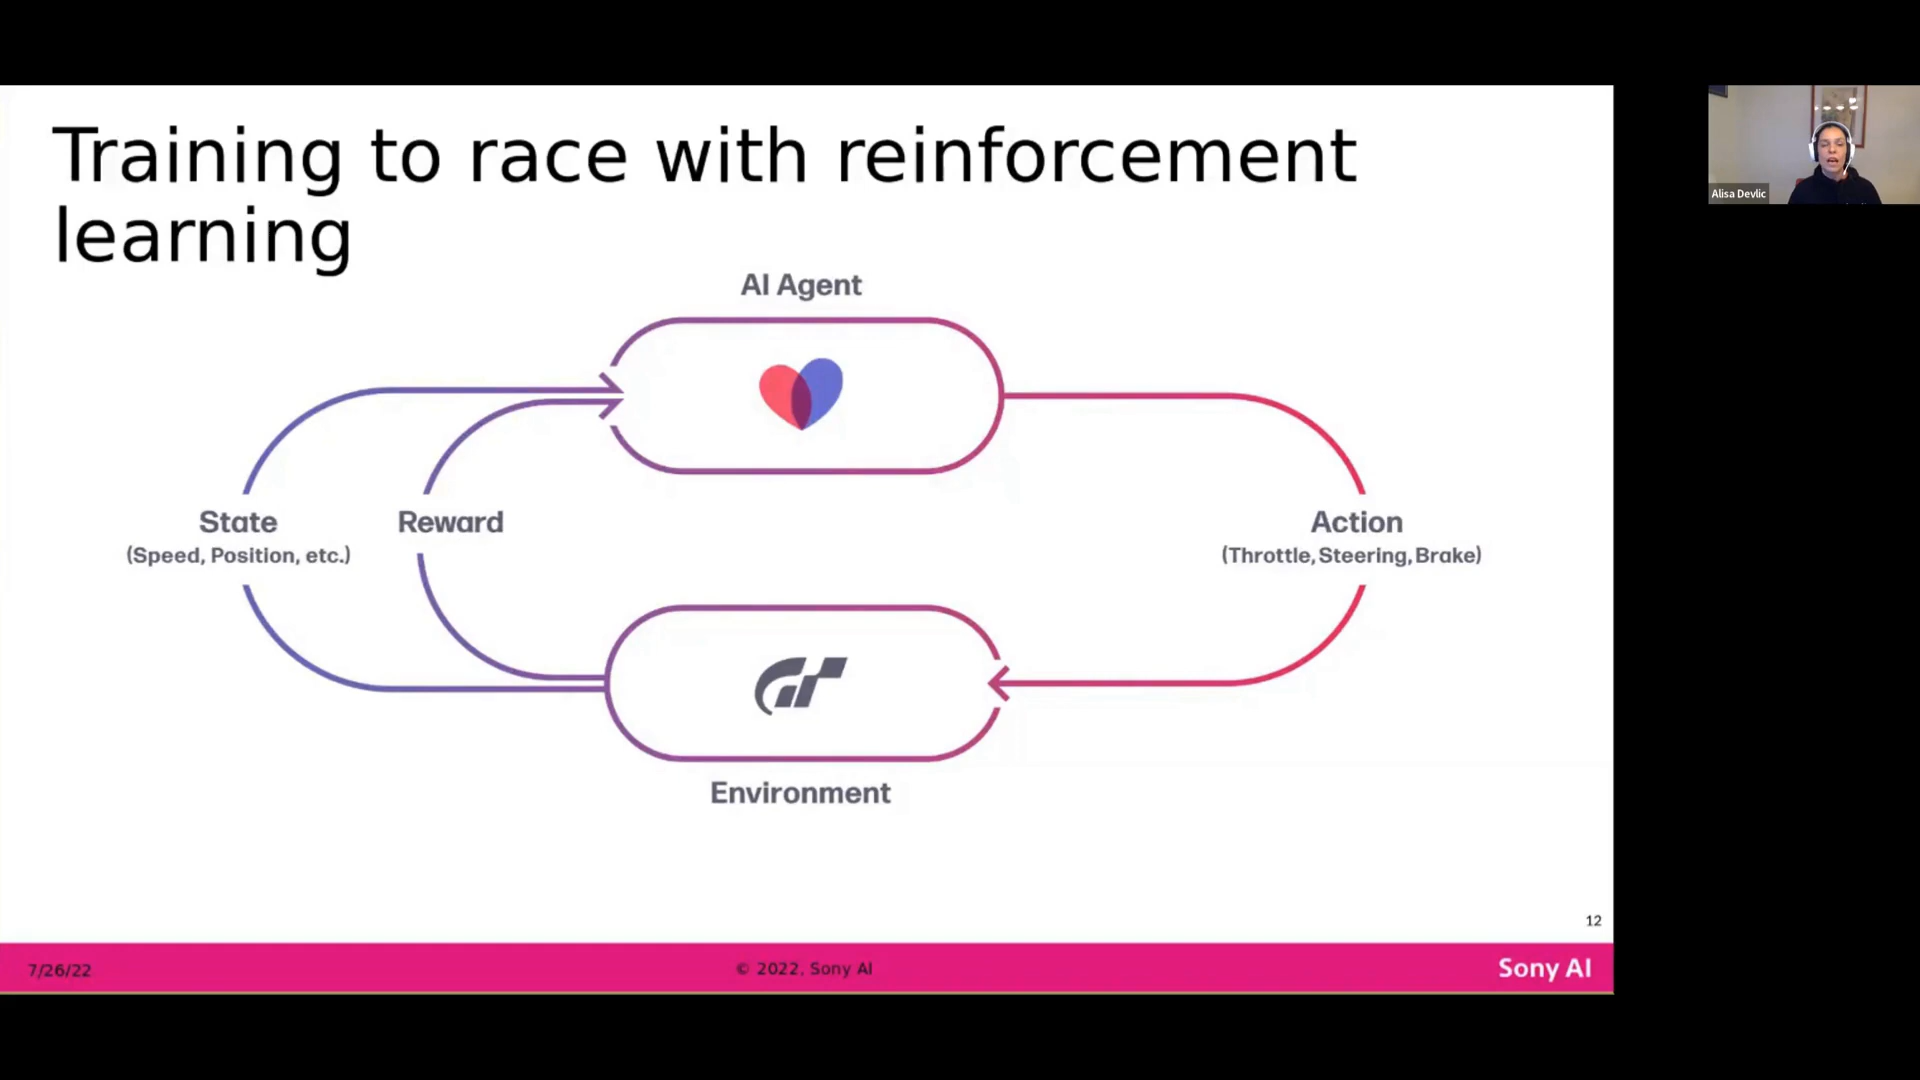 Training to race with reinforcement
learning
AI Agent
State
(Speed, Position, etc.)
Reward
Action
(Throttle, Steering, Brake)
GT
Environment
12
7/26/22
© 2022, Sony AI
Sony AI
Alisa Devlic